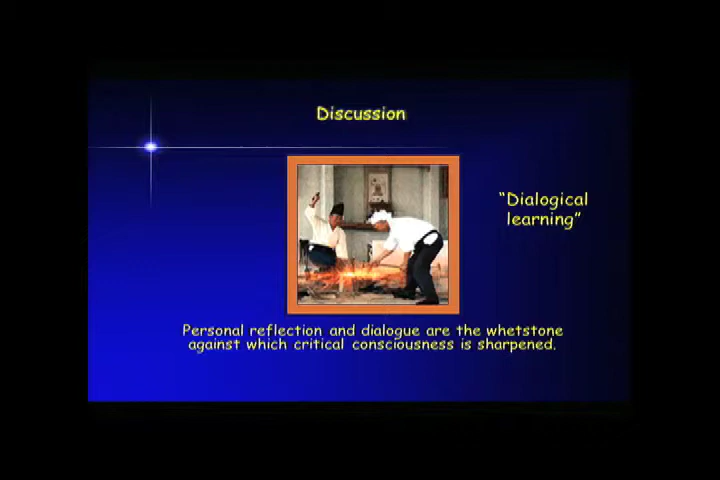 Discussion
"Dialogical
learning"
Personal reflection and dialogue are the whetstone
against which critical consciousness is sharpened.